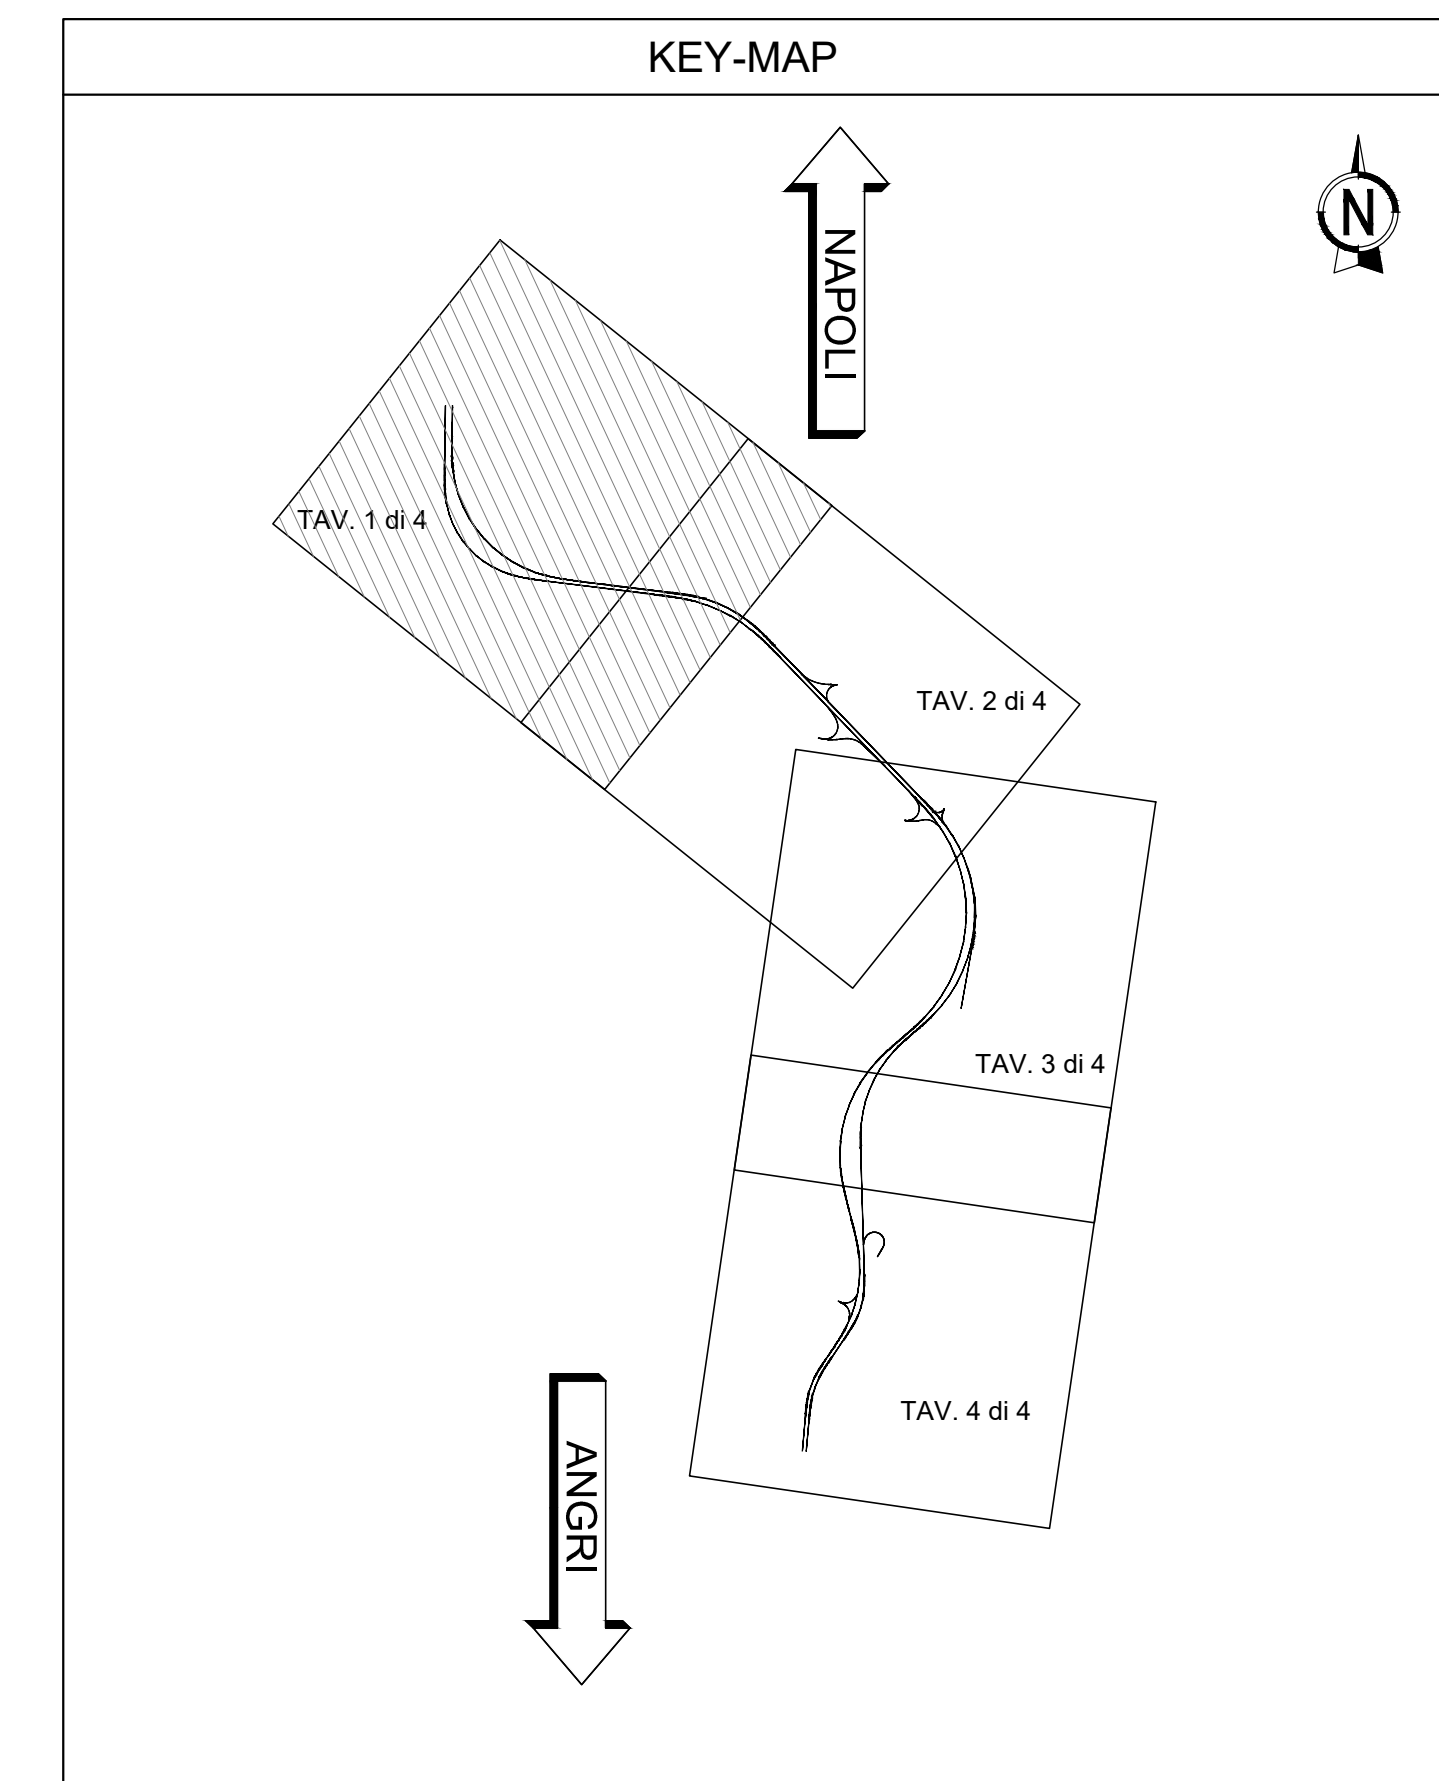 KEY-MAP
N
NAPOLI
TAV. 1 di 4
TAV. 2 di 4
TAV. 3 di 4
TAV. 4 di 4
ANGRI